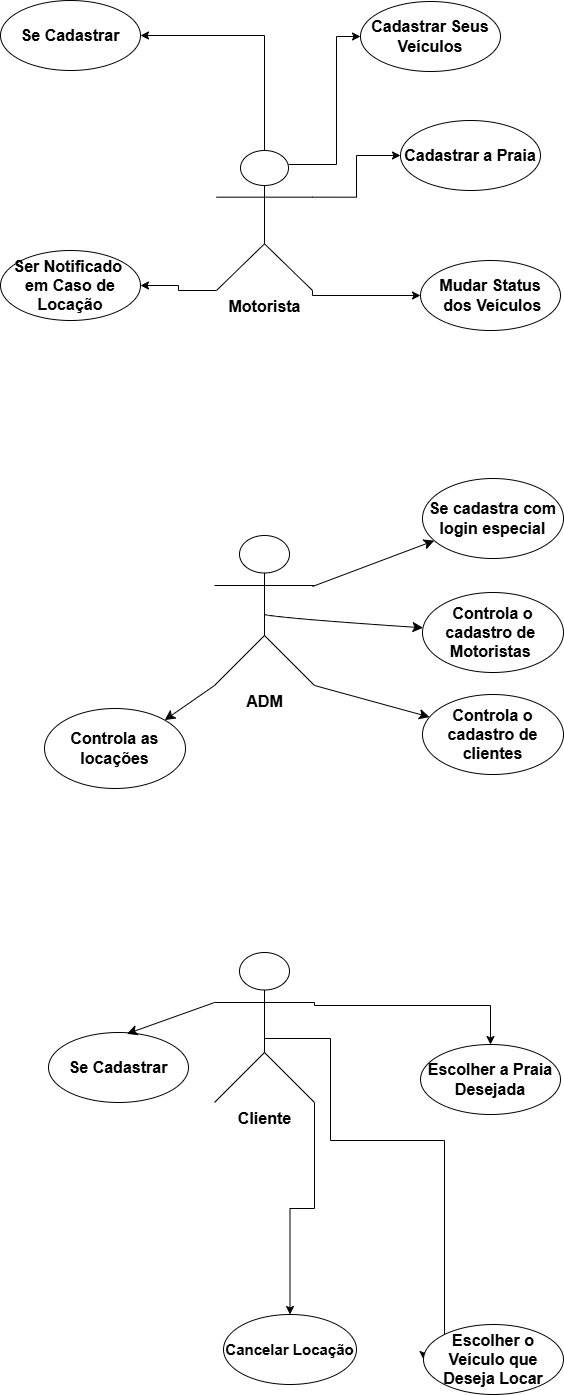 Se Cadastrar
Cadastrar Seus
Veículos
Cadastrar a Praia
Ser Notificado
em Caso de
Locação
Motorista
Mudar Status
dos Veículos
Se cadastra com
login especial
Controla o
cadastro de
Motoristas
ADM
Controla as
locações
Controla o
cadastro de
clientes
Se Cadastrar
Escolher a Praia
Desejada
Cliente
Cancelar Locação
Escolher o
Veículo que
Deseja Locar